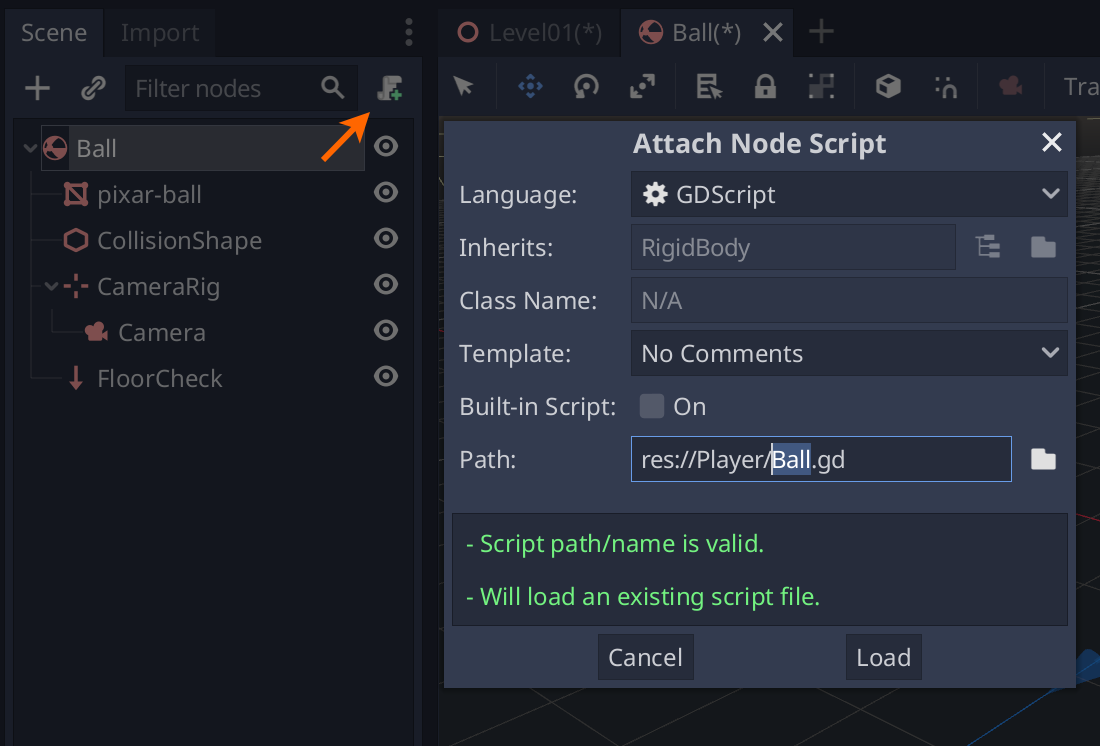 Scene
Import
Level01(*)
Ball(*)
Filter nodes
Tra
Ball
pixar-ball
CollisionShape
CameraRig
Camera
FloorCheck
Attach Node Script
Language:
GDScript
Inherits:
RigidBody
Class Name:
N/A
Template:
No Comments
Built-in Script:
On
Path:
res://Player/Ball.gd
- Script path/name is valid.
- Will load an existing script file.
Cancel
Load